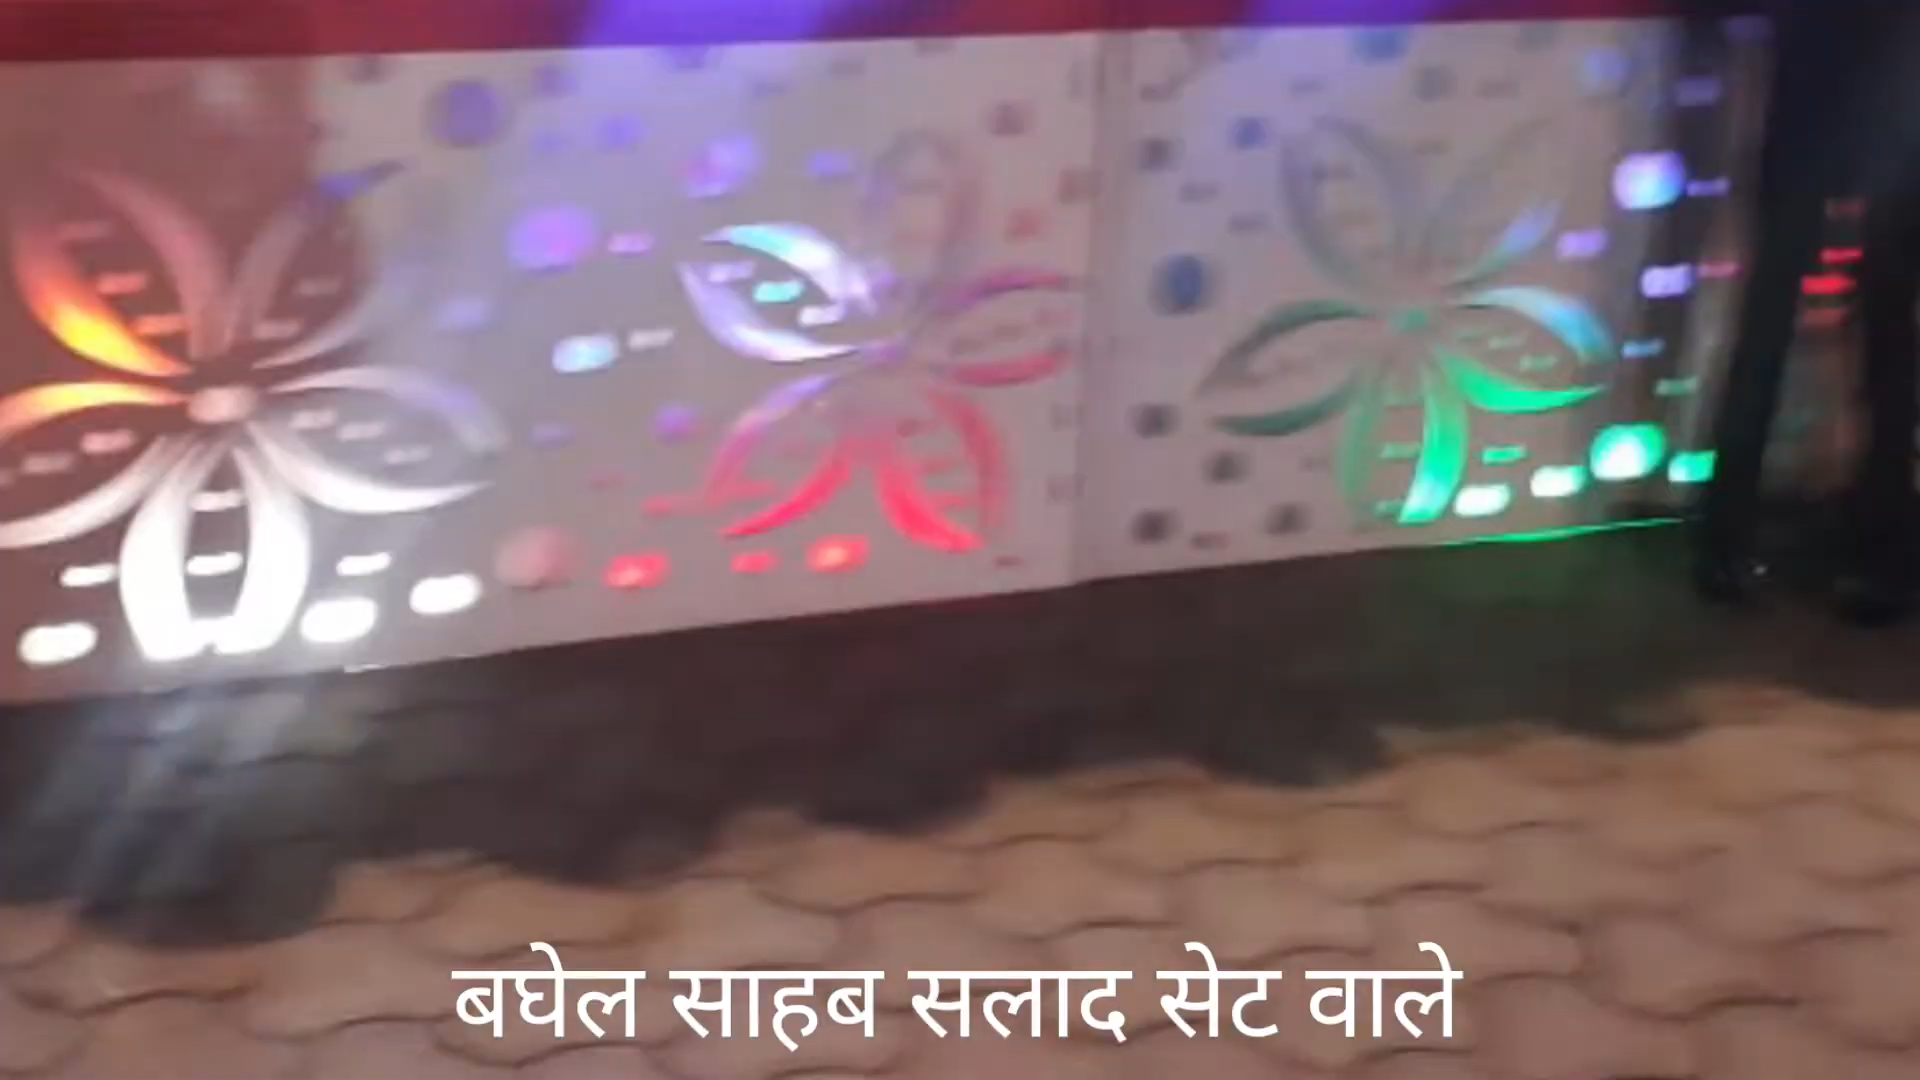 बघेल साहब सलाद सेट वाले